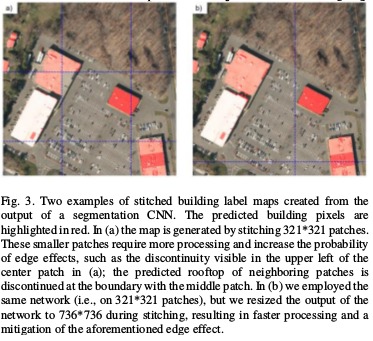 a)
b)
Fig. 3. Two examples of stitched building label maps created from the
output of a segmentation CNN. The predicted building pixels are
highlighted in red. In (a) the map is generated by stitching 321*321 patches.
These smaller patches require more processing and increase the probability
of edge effects, such as the discontinuity visible in the upper left of the
center patch in (a); the predicted rooftop of neighboring patches is
discontinued at the boundary with the middle patch. In (b) we employed the
same network (i.e., on 321*321 patches), but we resized the output of the
network to 736*736 during stitching, resulting in faster processing and a
mitigation of the aforementioned edge effect.